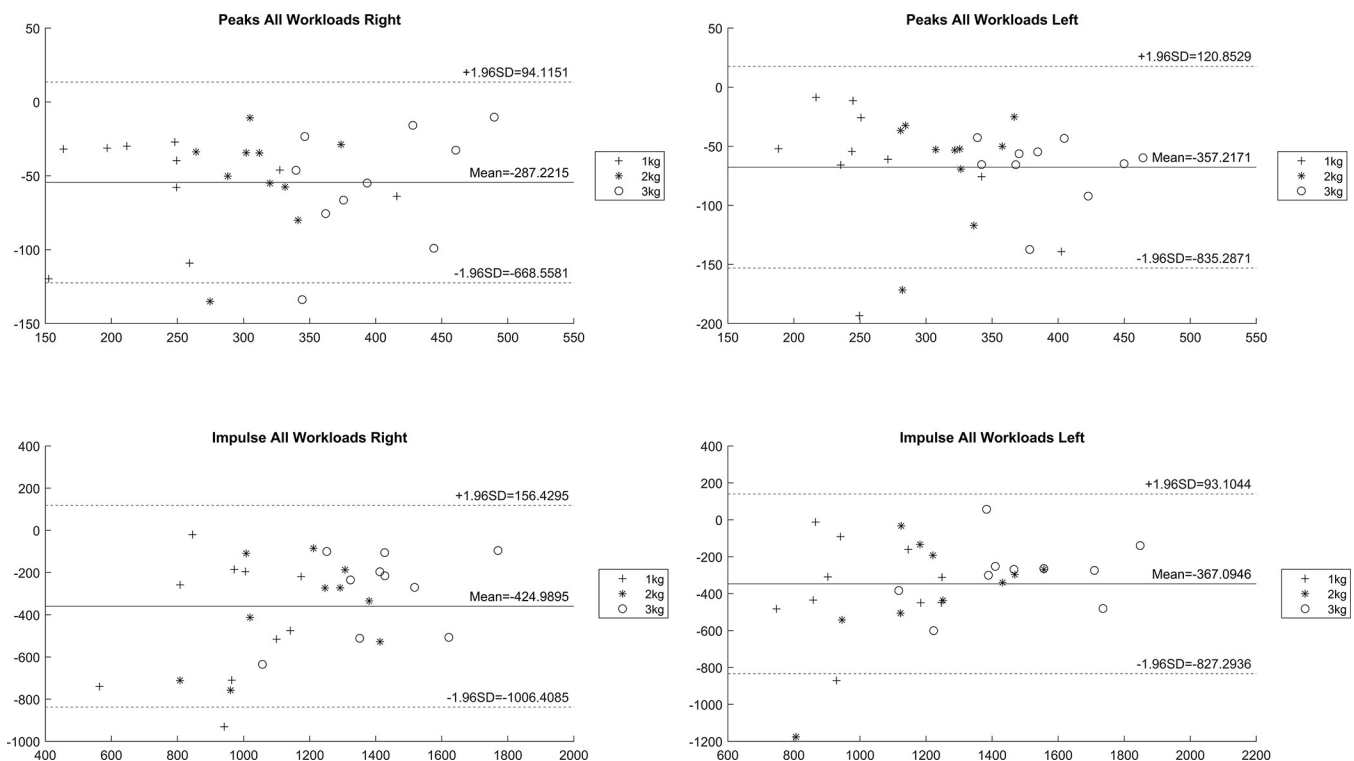 Peaks All Workloads Right
50
+1.96SD=94.1151
0
Mean=-287.2215
-50
-100
-1.96SD=-668.5581
-150
150 200 250 300 350 400 450 500 550
1kg
2kg
3kg
Peaks All Workloads Left
50
+1.96SD=120.8529
0
-50
Mean=-357.2171
-100
-150
-1.96SD=-835.2871
-200
150 200 250 300 350 400 450 500 550
1kg
2kg
3kg
Impulse All Workloads Right
400
200
+1.96SD=156.4295
0
-200
Mean=-424.9895
-400
-600
-800
-1.96SD=-1006.4085
-1000
400 600 800 1000 1200 1400 1600 1800 2000
1kg
2kg
3kg
Impulse All Workloads Left
400
200
+1.96SD=93.1044
0
-200
Mean=-367.0946
-400
-600
-800
-1.96SD=-827.2936
-1000
-1200
600 800 1000 1200 1400 1600 1800 2000 2200
1kg
2kg
3kg